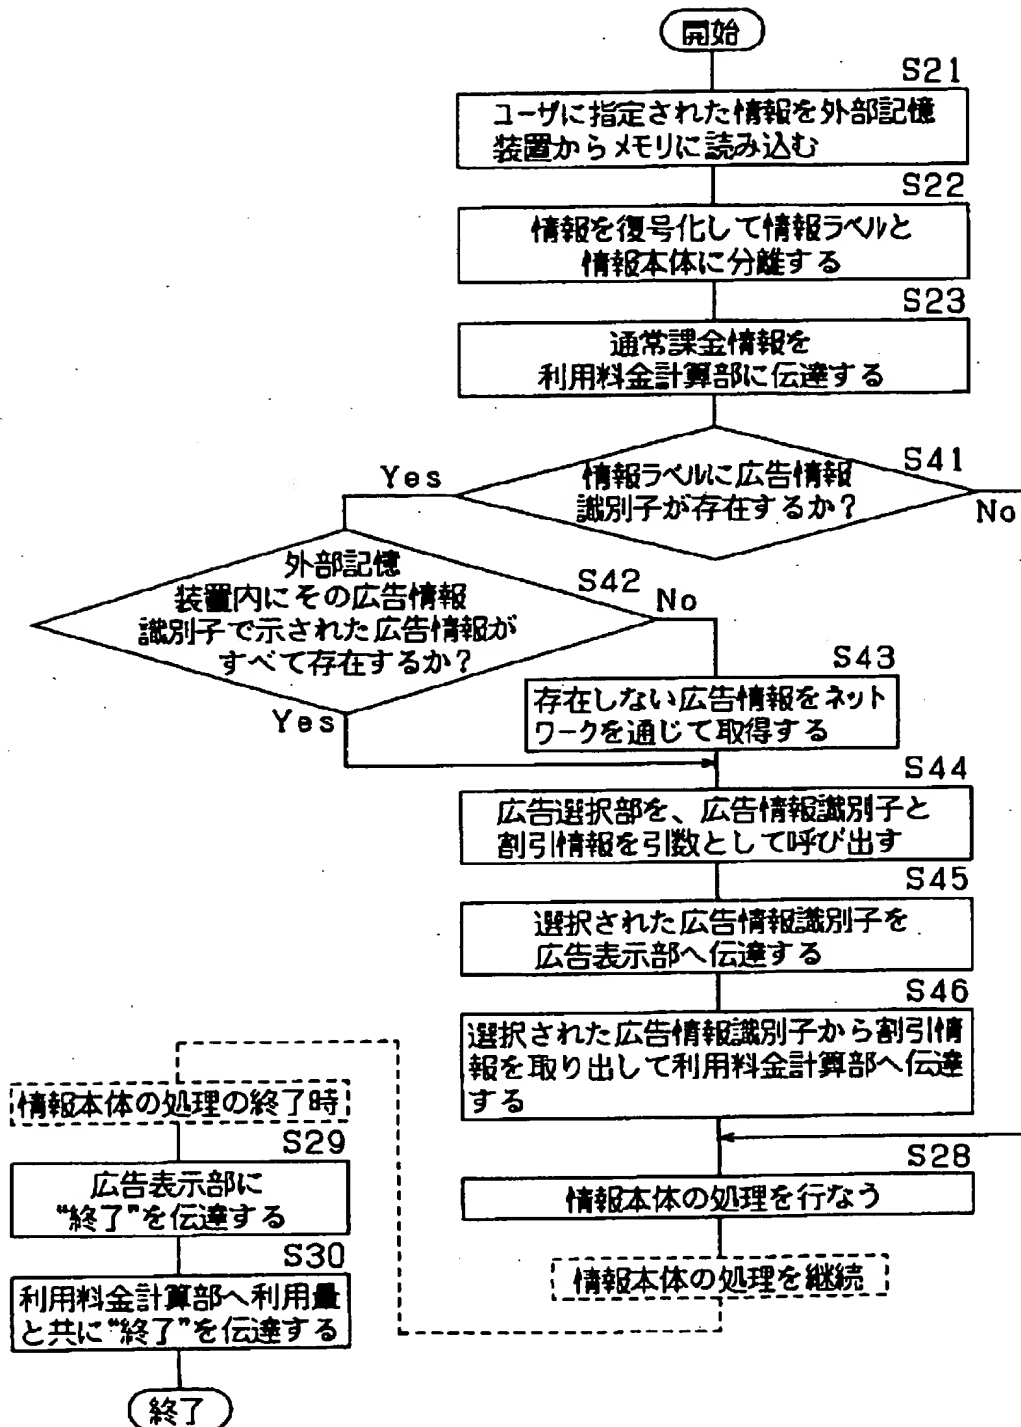 開始
S21
ユーザに指定された情報を外部記憶
装置からメモリに読み込む
S22
情報を復号化して情報ラベルと
情報本体に分離する
S23
通常課金情報を
利用料金計算部に伝達する
S41
情報ラベルに広告情報
識別子が存在するか？
Yes
No
S42
外部記憶
装置内にその広告情報
識別子で示された広告情報が
すべて存在するか？
No
Yes
S43
存在しない広告情報をネット
ワークを通じて取得する
S44
広告選択部を、広告情報識別子と
割引情報を引数として呼び出す
S45
選択された広告情報識別子を
広告表示部へ伝達する
S46
選択された広告情報識別子から割引情
報を取り出して利用料金計算部へ伝達
する
S28
情報本体の処理を行なう
情報本体の処理を継続
情報本体の処理の終了時
S29
広告表示部に
“終了”を伝達する
S30
利用料金計算部へ利用量
と共に“終了”を伝達する
終了